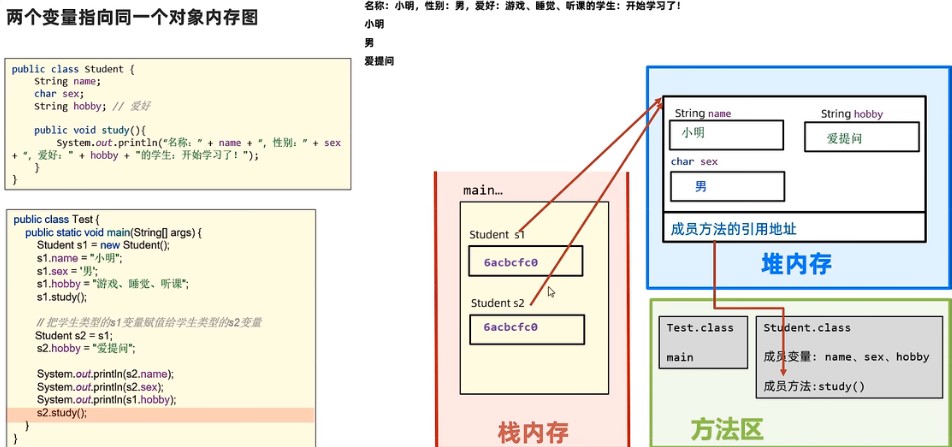 两个变量指向同一个对象内存图
public class Student {
String name;
char sex;
String hobby; // 爱好
public void study(){
System.out.println("名称：" + name + "，性别：" + sex
+ "，爱好：" + hobby + "的学生：开始学习了！");
}
}
public class Test {
public static void main(String[] args) {
Student s1 = new Student();
s1.name = "小明";
s1.sex = '男';
s1.hobby = "游戏、睡觉、听课";
s1.study();
// 把学生类型的s1变量赋值给学生类型的s2变量
Student s2 = s1;
s2.hobby = "爱提问";
System.out.println(s2.name);
System.out.println(s2.sex);
System.out.println(s1.hobby);
s2.study();
}
}
名称：小明，性别：男，爱好：游戏、睡觉、听课的学生：开始学习了！
小明
男
爱提问
main…
Student s1
6acbcfc0
Student s2
6acbcfc0
栈内存
String name
小明
String hobby
爱提问
char sex
男
成员方法的引用地址
堆内存
Test.class
main
Student.class
成员变量：name、sex、hobby
成员方法:study()
方法区